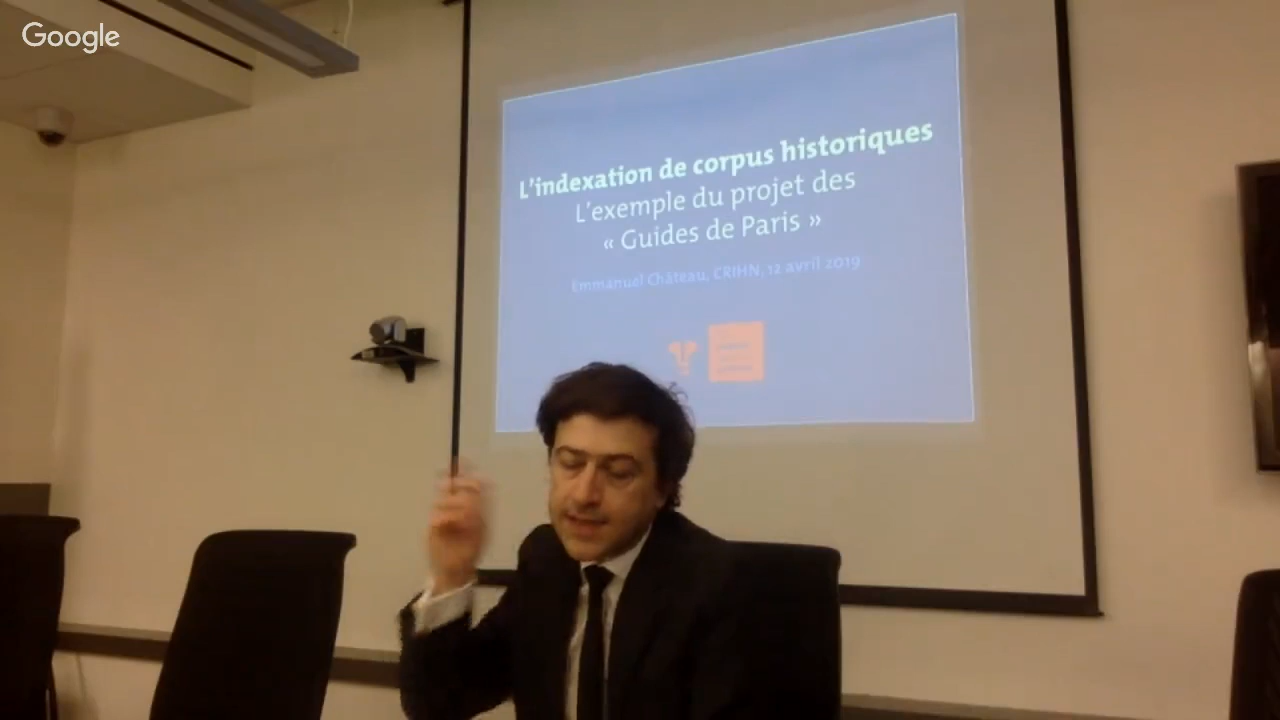 Google
L'indexation de corpus historiques
L'exemple du projet des
« Guides de Paris »
Emmanuel Château, CRIHN, 12 avril 2019